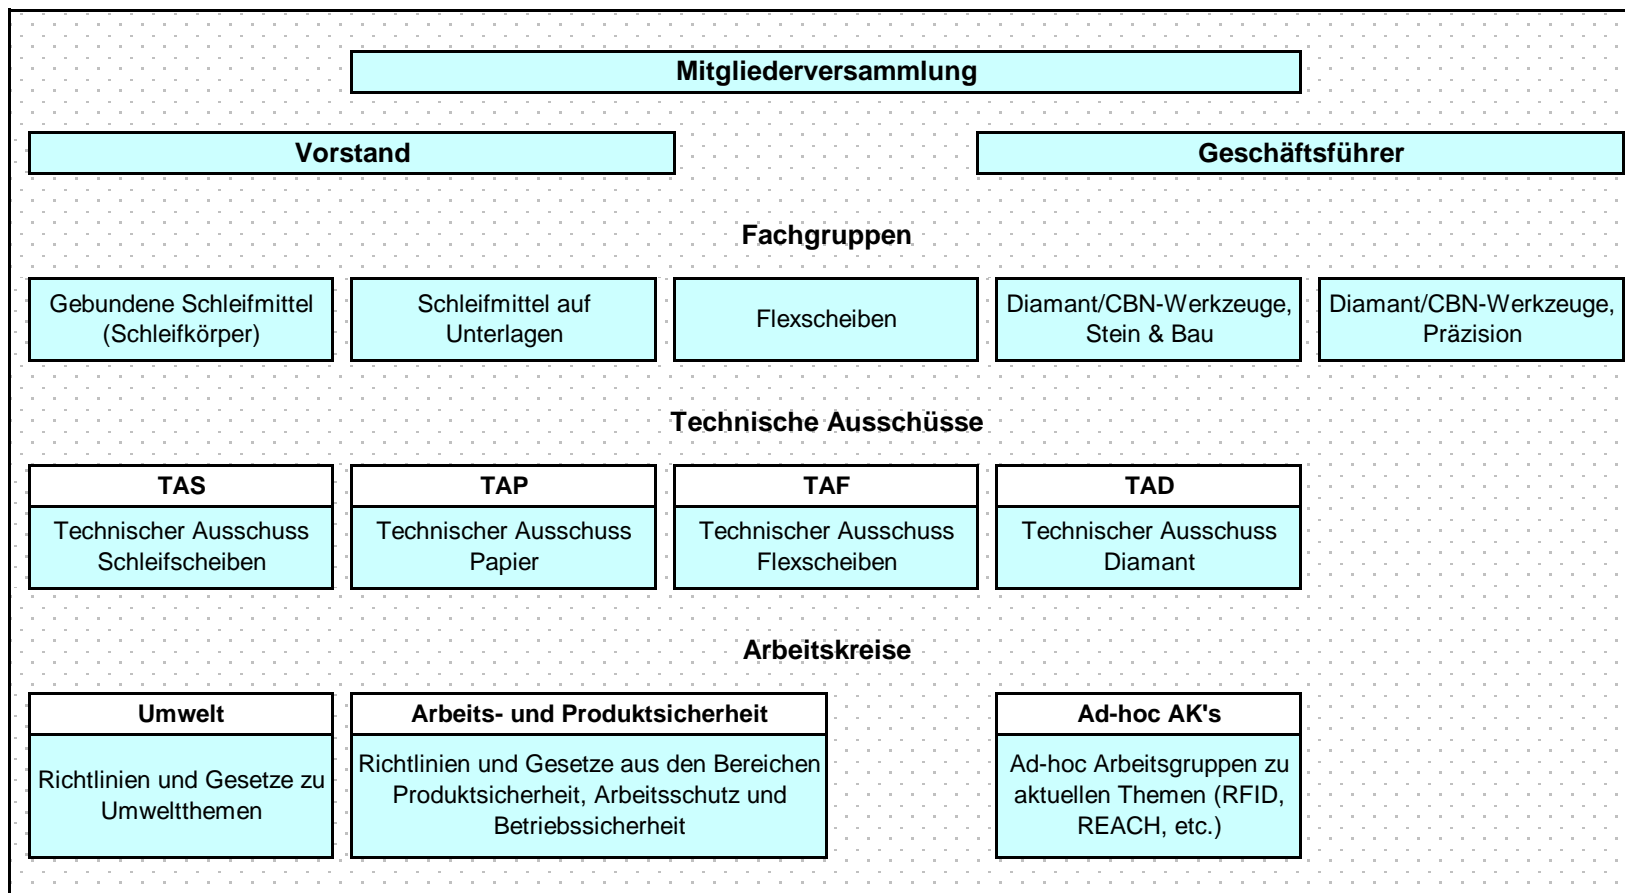 Mitgliederversammlung
Vorstand
Geschäftsführer
Fachgruppen
Gebundene Schleifmittel
(Schleifkörper)
Schleifmittel auf
Unterlagen
Flexscheiben
Diamant/CBN-Werkzeuge,
Stein & Bau
Diamant/CBN-Werkzeuge,
Präzision
Technische Ausschüsse
TAS
Technischer Ausschuss
Schleifscheiben
TAP
Technischer Ausschuss
Papier
TAF
Technischer Ausschuss
Flexscheiben
TAD
Technischer Ausschuss
Diamant
Arbeitskreise
Umwelt
Richtlinien und Gesetze zu
Umweltthemen
Arbeits- und Produktsicherheit
Richtlinien und Gesetze aus den Bereichen
Produktsicherheit, Arbeitsschutz und
Betriebssicherheit
Ad-hoc AK's
Ad-hoc Arbeitsgruppen zu
aktuellen Themen (RFID,
REACH, etc.)